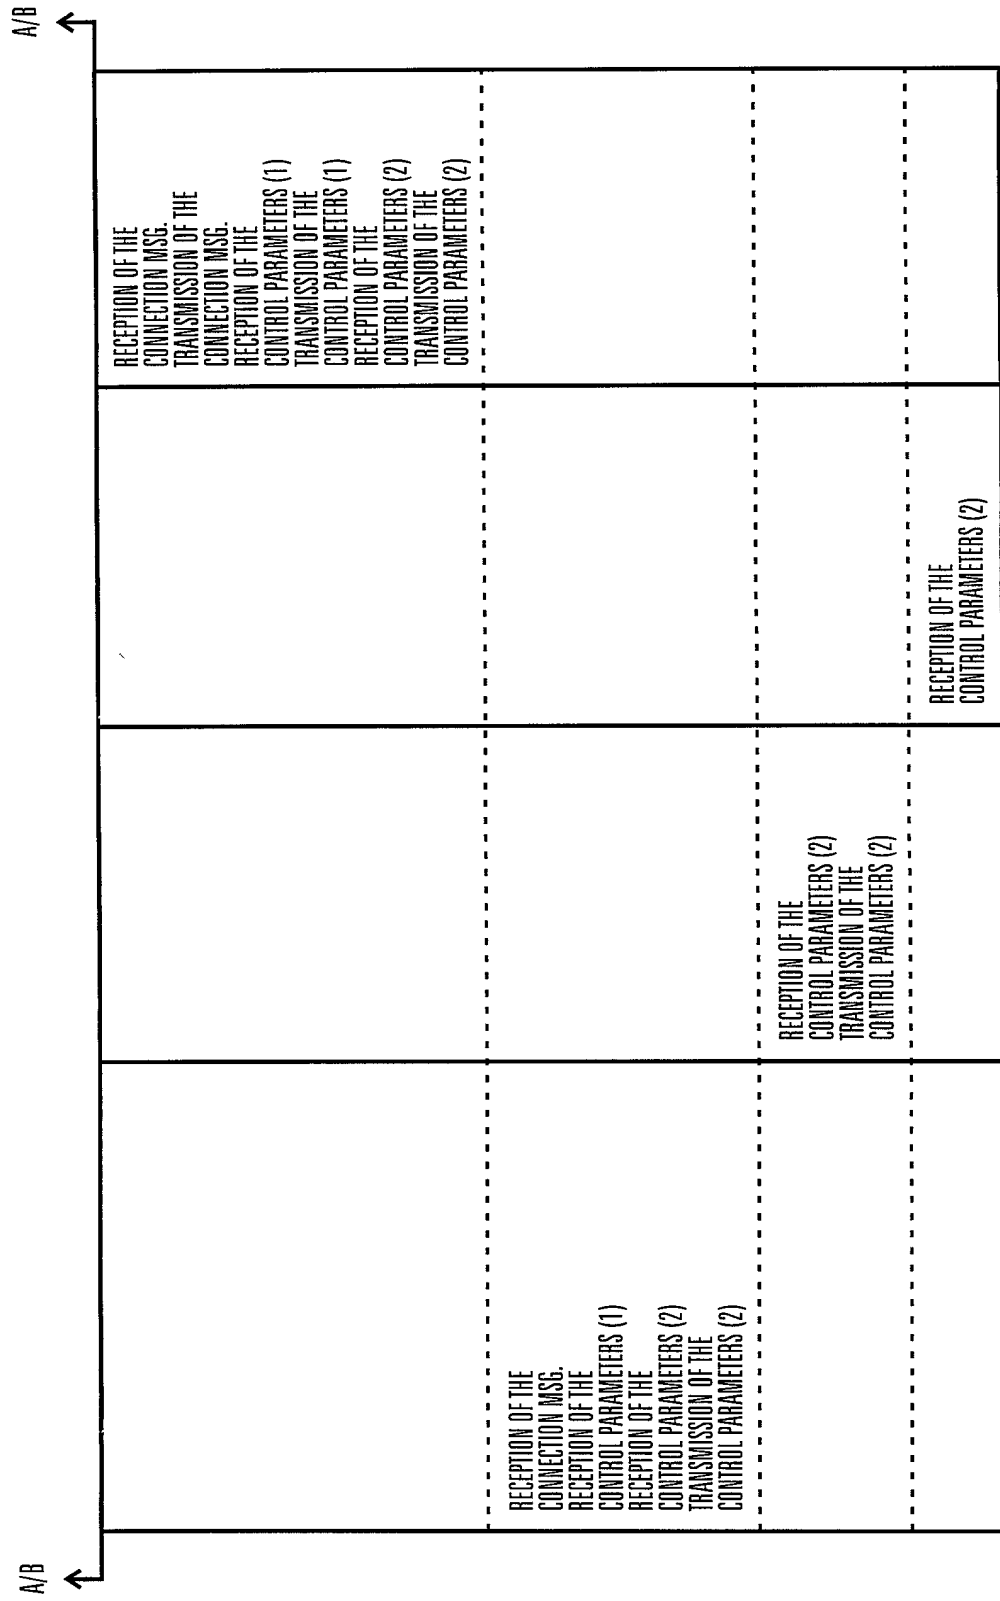 A/B
A/B
RECEPTION OF THE
CONNECTION MSG.
TRANSMISSION OF THE
CONNECTION MSG.
RECEPTION OF THE
CONTROL PARAMETERS (1)
TRANSMISSION OF THE
CONTROL PARAMETERS (1)
RECEPTION OF THE
CONTROL PARAMETERS (2)
TRANSMISSION OF THE
CONTROL PARAMETERS (2)
RECEPTION OF THE
CONNECTION MSG.
RECEPTION OF THE
CONTROL PARAMETERS (1)
RECEPTION OF THE
CONTROL PARAMETERS (2)
TRANSMISSION OF THE
CONTROL PARAMETERS (2)
RECEPTION OF THE
CONTROL PARAMETERS (2)
TRANSMISSION OF THE
CONTROL PARAMETERS (2)
RECEPTION OF THE
CONTROL PARAMETERS (2)